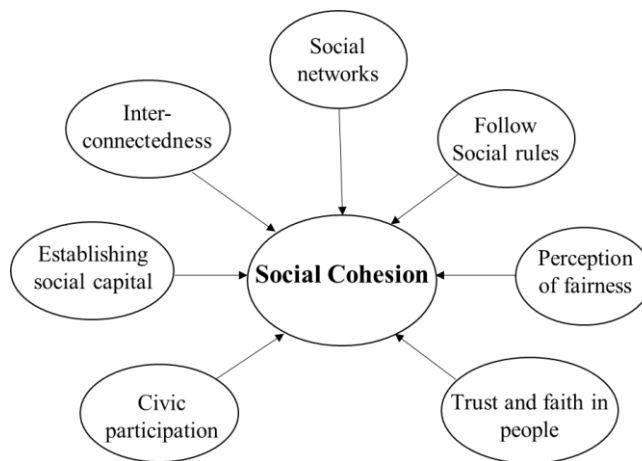 Social
networks
Inter-
connectedness
Follow
Social rules
Establishing
social capital
Social Cohesion
Perception
of fairness
Civic
participation
Trust and faith in
people